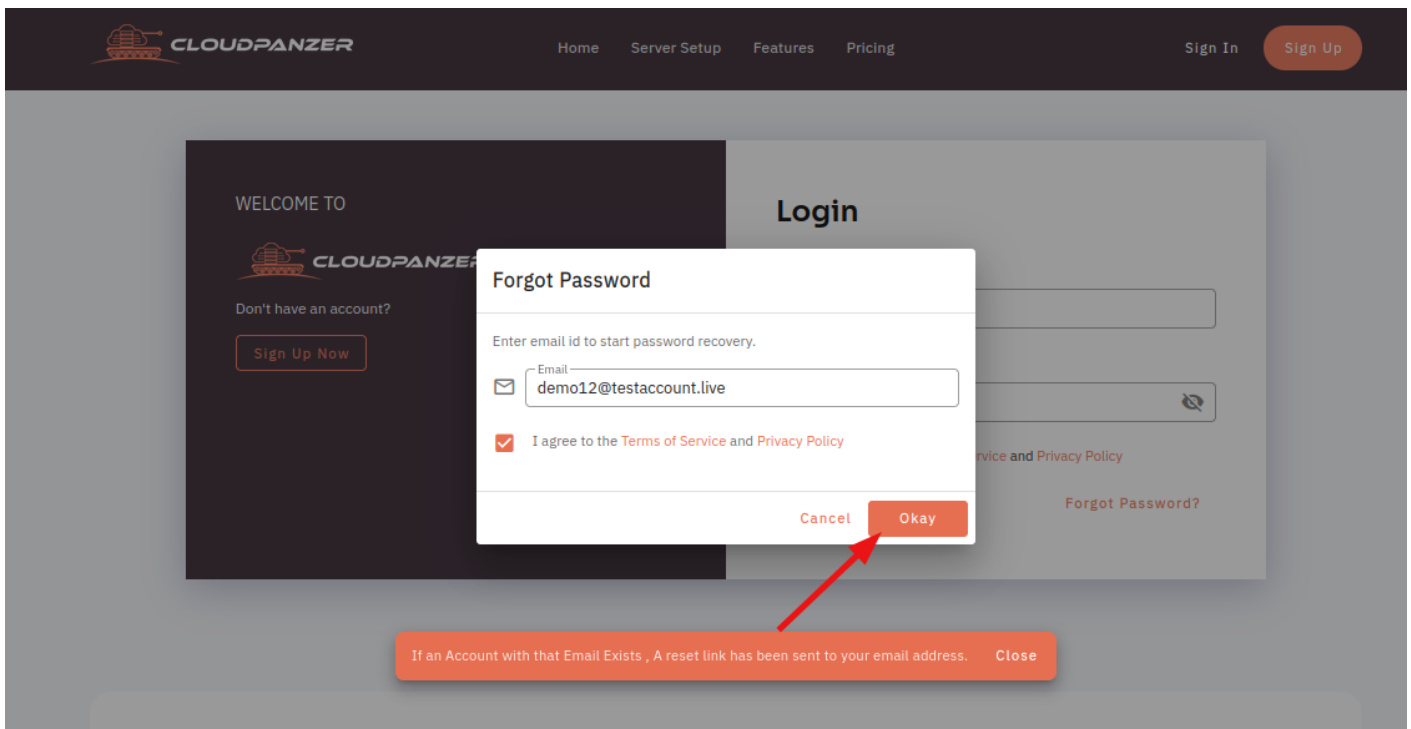 CLOUDPANZER
Home Server Setup Features Pricing
Sign In Sign Up
WELCOME TO
CLOUDPANZER
Don't have an account?
Sign Up Now
Login
Forgot Password
Enter email id to start password recovery.
Email
demo12@testaccount.live
I agree to the Terms of Service and Privacy Policy
Cancel Okay
and Privacy Policy
Forgot Password?
If an Account with that Email Exists , A reset link has been sent to your email address. Close